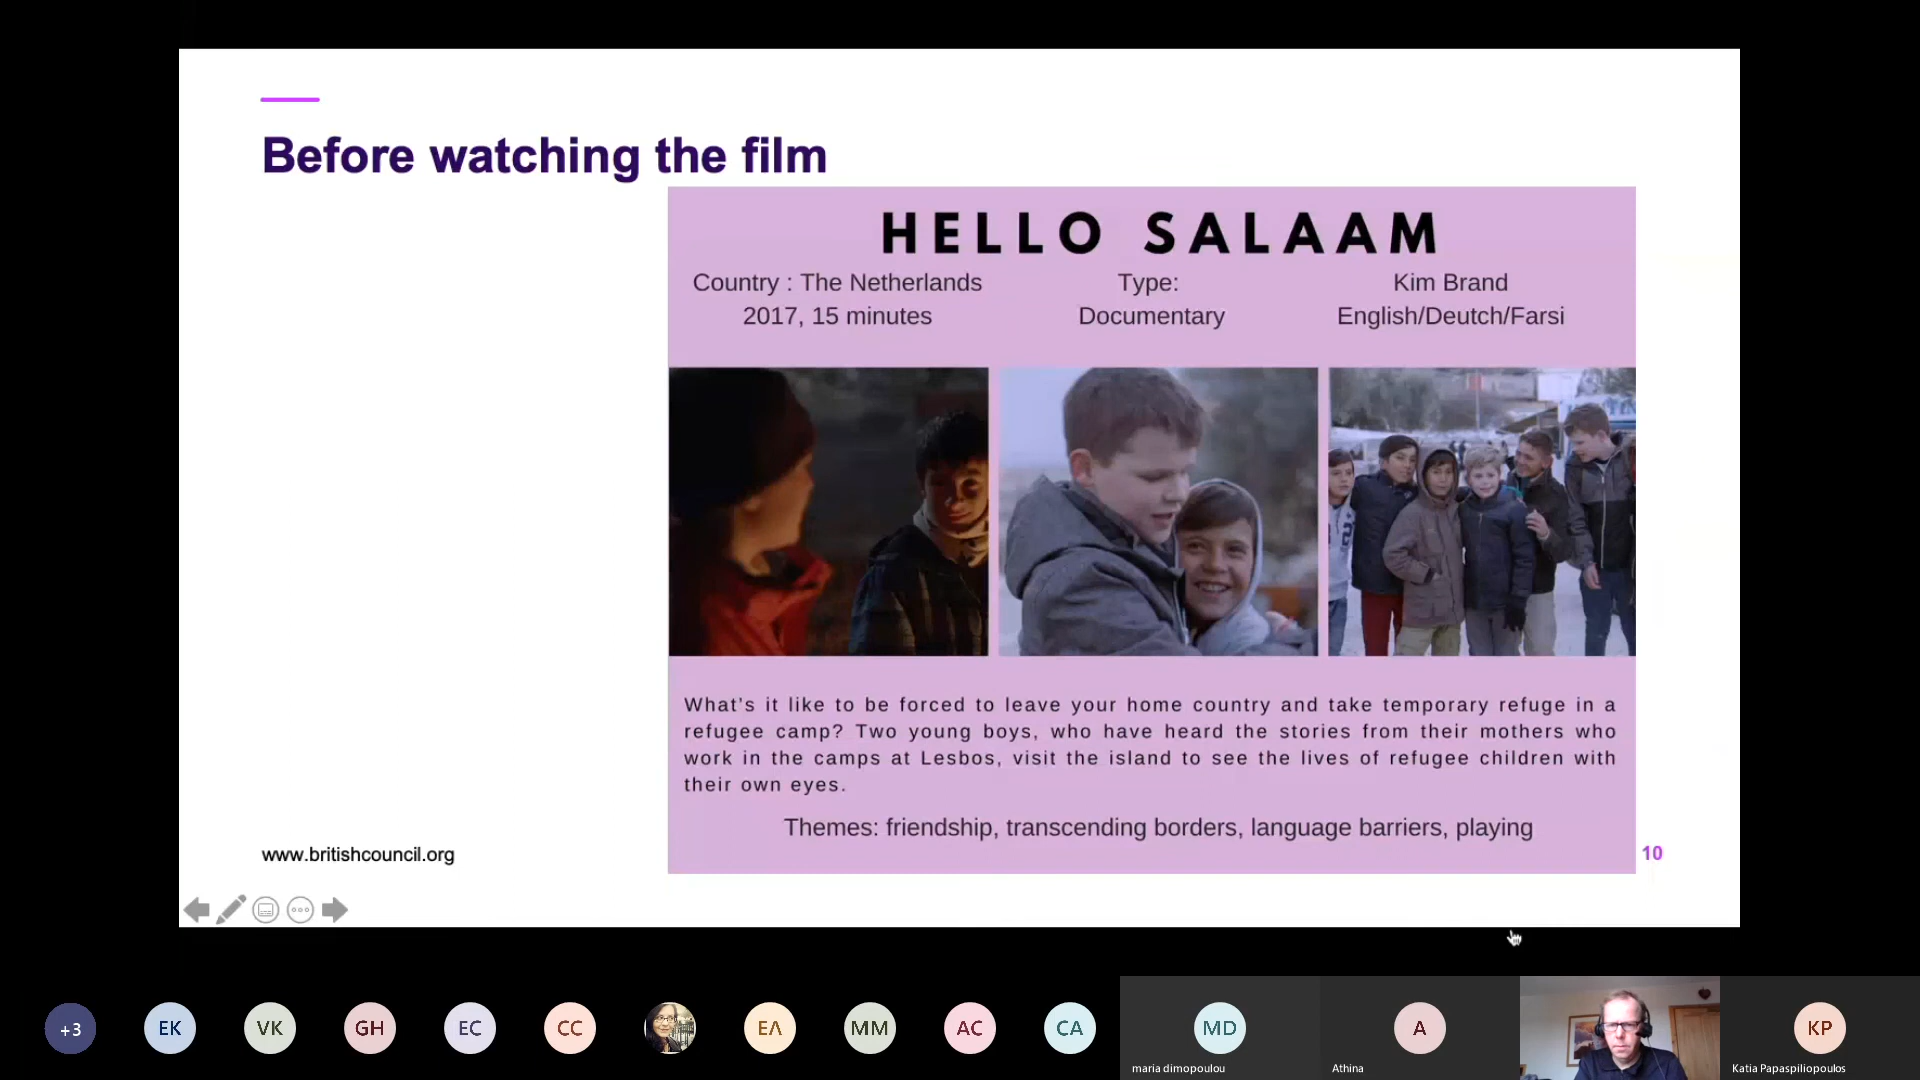 Before watching the film
HELLO SALAAM
Country : The Netherlands
2017, 15 minutes
Type:
Documentary
Kim Brand
English/Deutch/Farsi
What's it like to be forced to leave your home country and take temporary refuge in a
refugee camp? Two young boys, who have heard the stories from their mothers who
work in the camps at Lesbos, visit the island to see the lives of refugee children with
their own eyes.
Themes: friendship, transcending borders, language barriers, playing
www.britishcouncil.org
10
+3
EK
VK
GH
EC
CC
ΕΛ
MM
AC
CA
MD
maria dimopoulou
A
Athina
KP
Katia Papaspiliopoulos